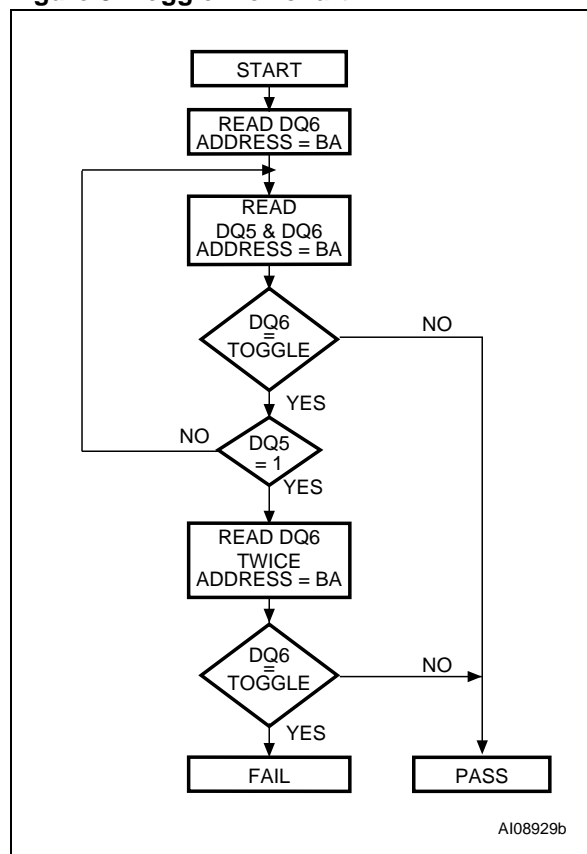 START
READ DQ6
ADDRESS = BA
READ
DQ5 & DQ6
ADDRESS = BA
DQ6
=
TOGGLE
NO
YES
NO
DQ5
= 1
YES
READ DQ6
TWICE
ADDRESS = BA
DQ6
=
TOGGLE
NO
YES
FAIL
PASS
AI08929b